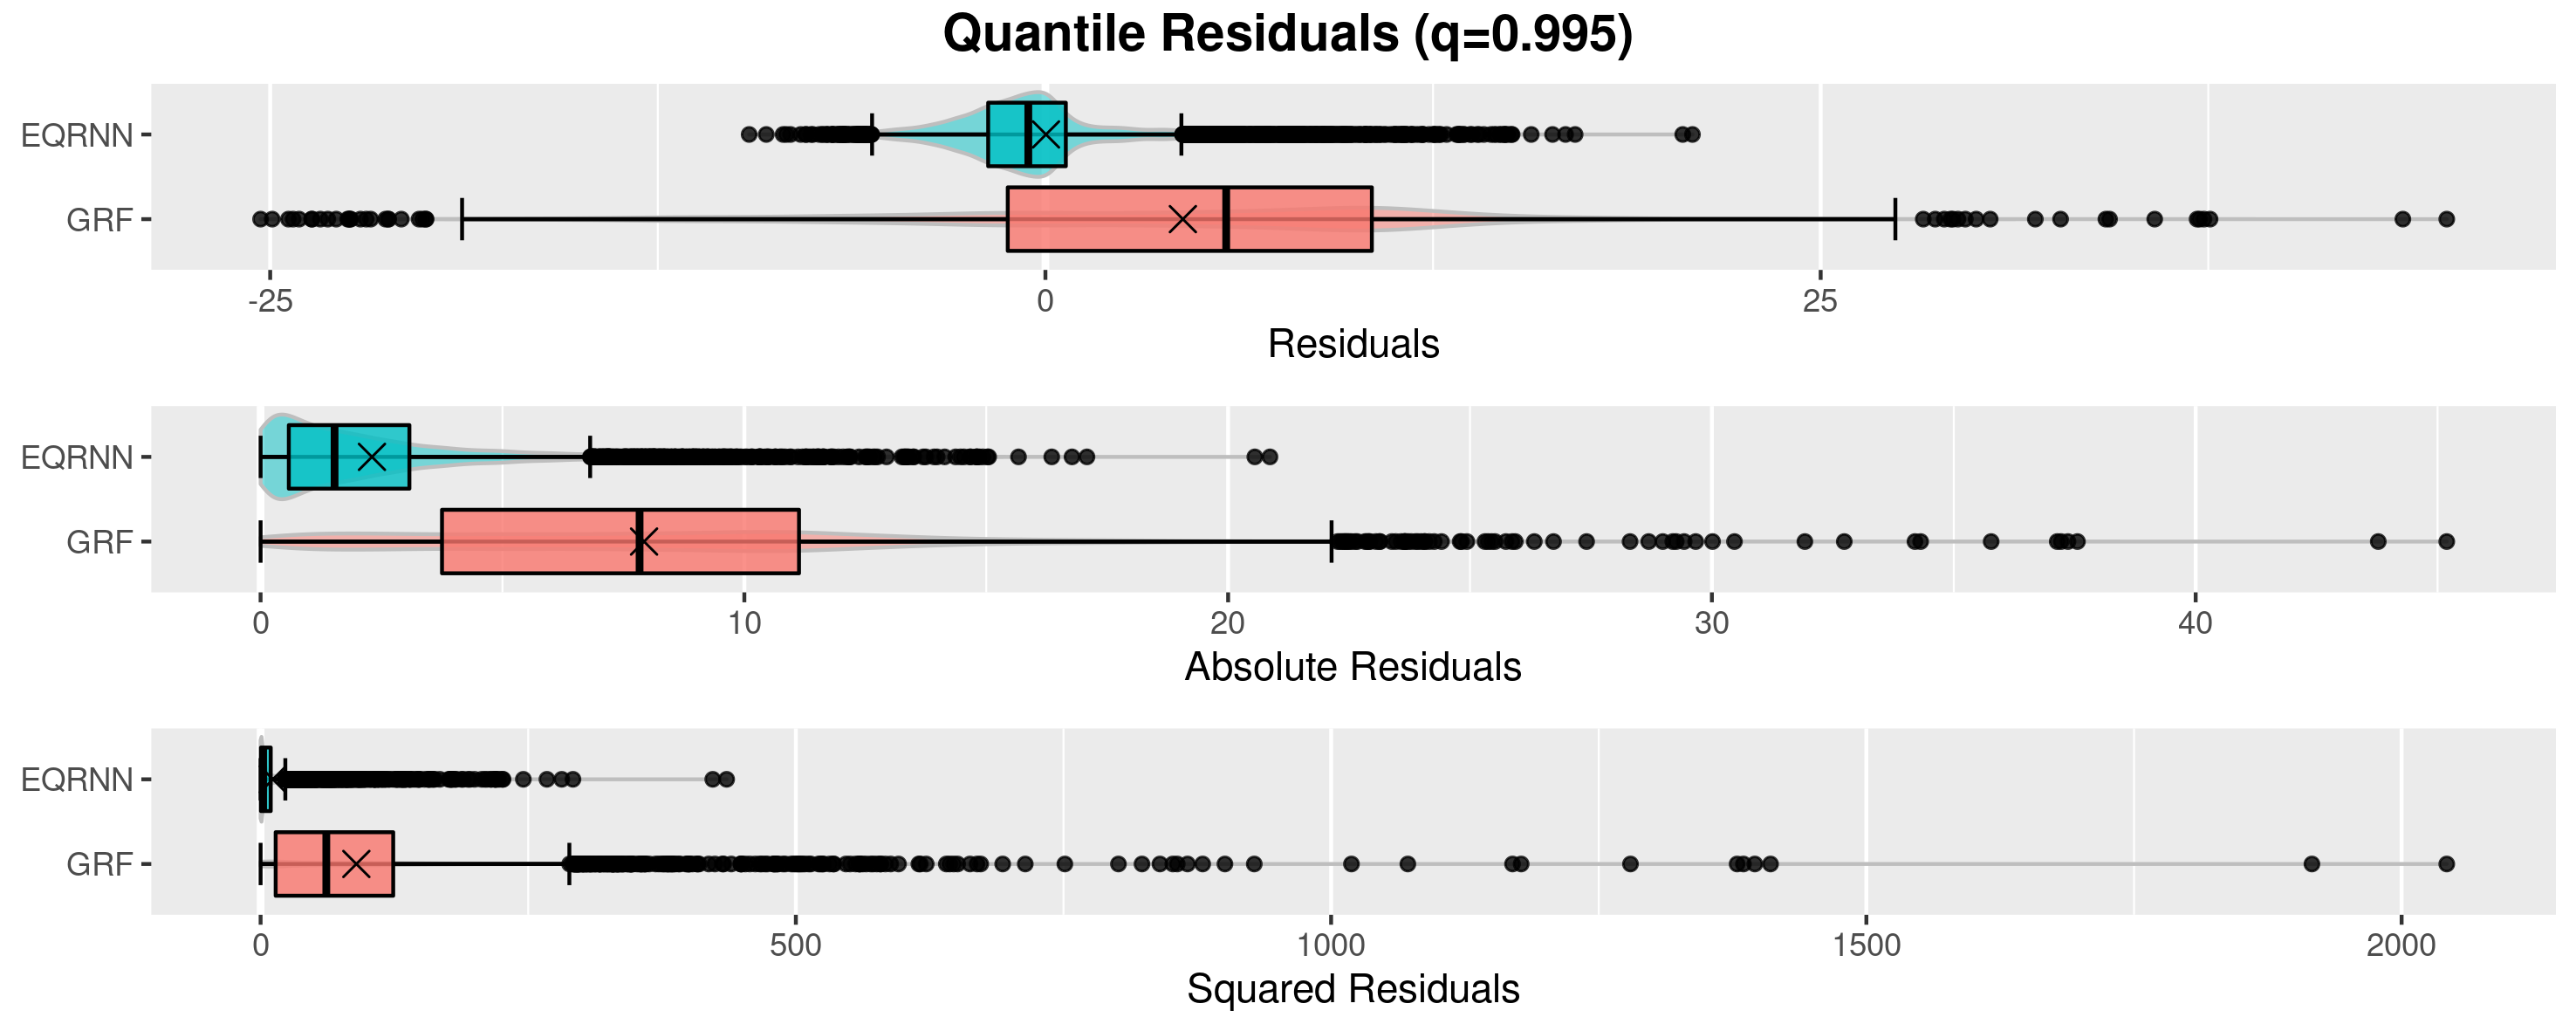 Quantile Residuals (q=0.995)
EQRNN
GRF
-25 0 25
Residuals
EQRNN
GRF
0 10 20 30 40
Absolute Residuals
EQRNN
GRF
0 500 1000 1500 2000
Squared Residuals